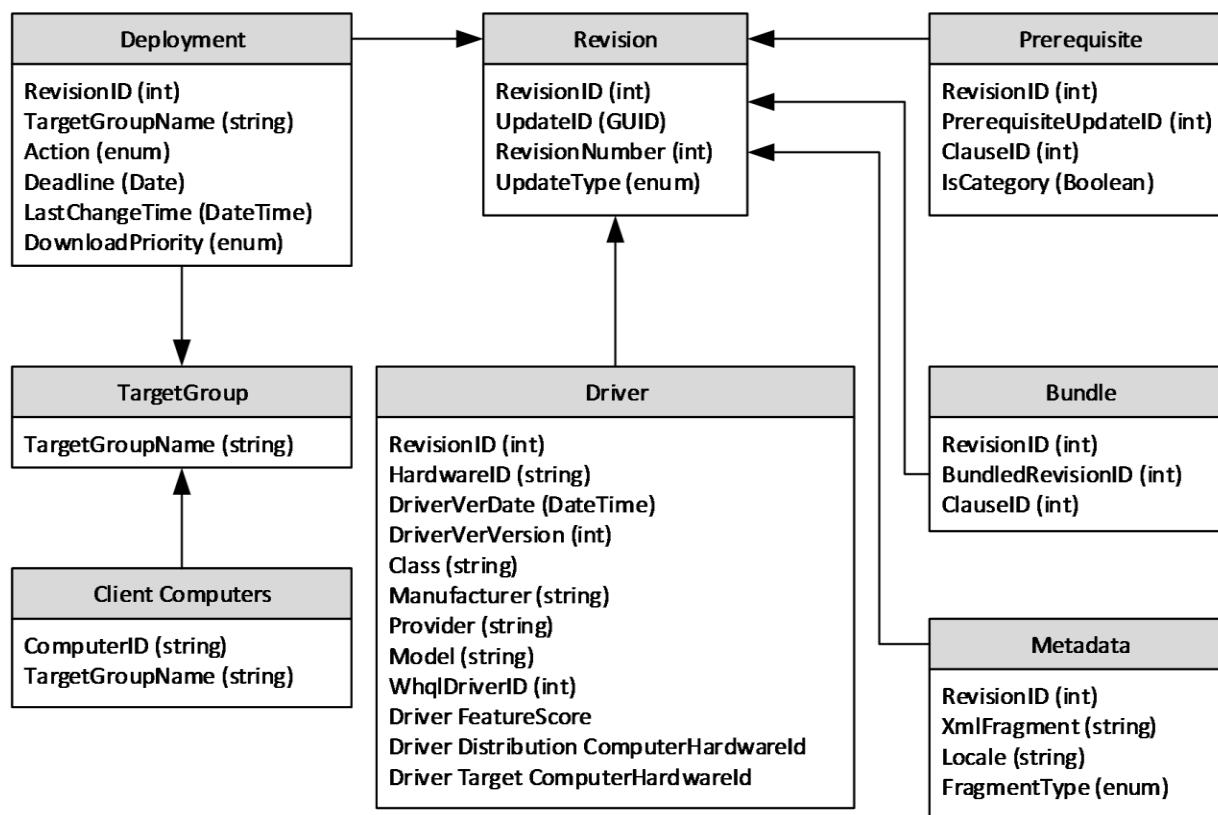 Deployment
RevisionID (int)
TargetGroupName (string)
Action (enum)
Deadline (Date)
LastChangeTime (DateTime)
DownloadPriority (enum)
Revision
RevisionID (int)
UpdateID (GUID)
RevisionNumber (int)
UpdateType (enum)
Prerequisite
RevisionID (int)
PrerequisiteUpdateID (int)
ClauseID (int)
IsCategory (Boolean)
TargetGroup
TargetGroupName (string)
Driver
RevisionID (int)
HardwareID (string)
DriverVerDate (DateTime)
DriverVerVersion (int)
Class (string)
Manufacturer (string)
Provider (string)
Model (string)
WhqlDriverID (int)
Driver FeatureScore
Driver Distribution ComputerHardwareId
Driver Target ComputerHardwareId
Bundle
RevisionID (int)
BundledRevisionID (int)
ClauseID (int)
Client Computers
ComputerID (string)
TargetGroupName (string)
Metadata
RevisionID (int)
XmlFragment (string)
Locale (string)
FragmentType (enum)